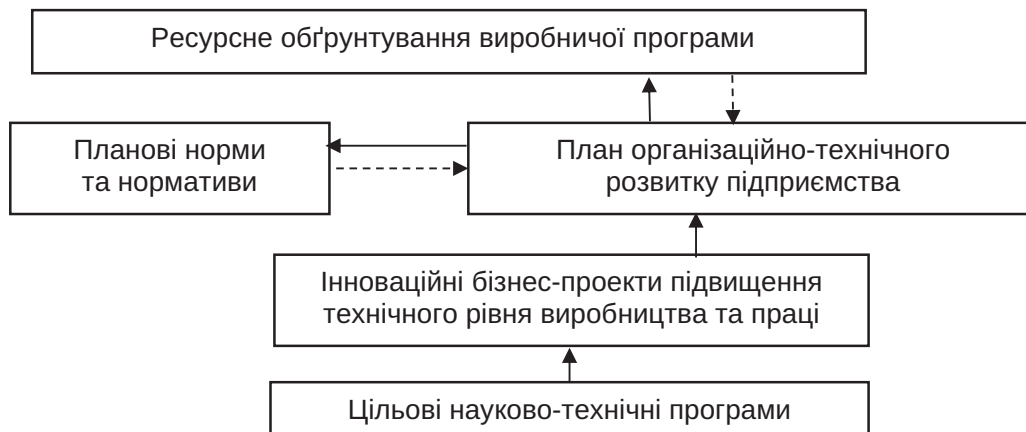 Ресурсне обґрунтування виробничої програми
Планові норми
та нормативи
План організаційно-технічного
розвитку підприємства
Інноваційні бізнес-проекти підвищення
технічного рівня виробництва та праці
Цільові науково-технічні програми